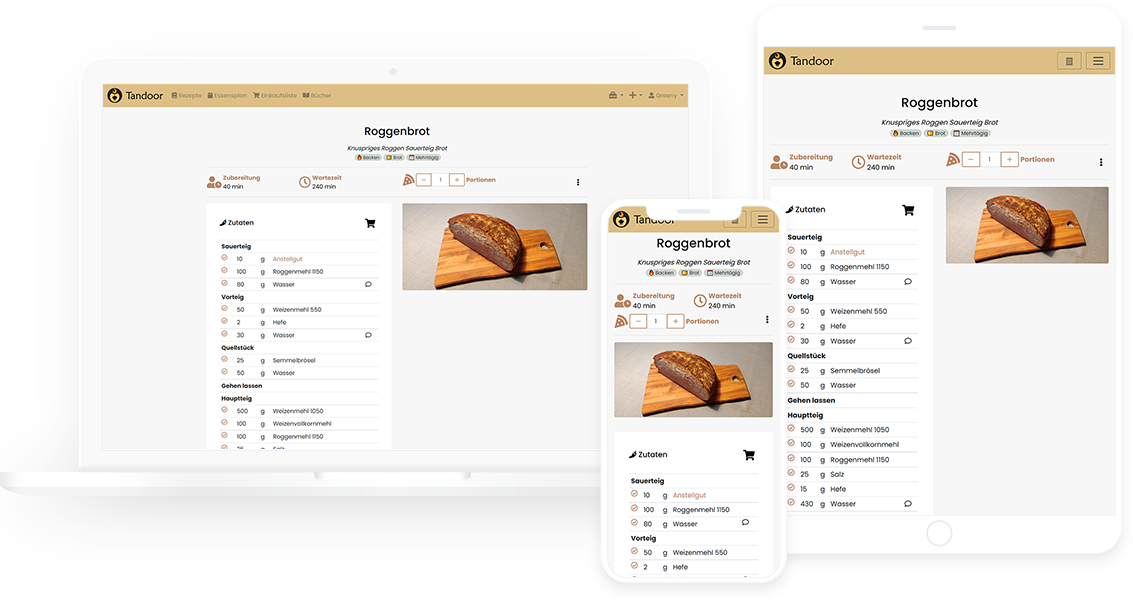 Tandoor Rezepte Essensplan Einkaufsliste Bücher Greeny
Roggenbrot
Knuspriges Roggen Sauerteig Brot
Backen Brot Mehrtägig
Zubereitung
40 min
Wartezeit
240 min
1 Portionen
Zutaten
Sauerteig
10 g Anstellgut
100 g Roggenmehl 1150
80 g Wasser
Vorteig
50 g Weizenmehl 550
2 g Hefe
30 g Wasser
Quellstück
25 g Semmelbrösel
50 g Wasser
Gehen lassen
Hauptteig
500 g Weizenmehl 1050
100 g Weizenvollkornmehl
100 g Roggenmehl 1150
25 g Salz
Tandoor
Roggenbrot
Knuspriges Roggen Sauerteig Brot
Backen Brot Mehrtägig
Zubereitung
40 min
Wartezeit
240 min
1 Portionen
Zutaten
Sauerteig
10 g Anstellgut
100 g Roggenmehl 1150
80 g Wasser
Vorteig
50 g Weizenmehl 550
2 g Hefe
Tandoor
Roggenbrot
Knuspriges Roggen Sauerteig Brot
Backen Brot Mehrtägig
Zubereitung
40 min
Wartezeit
240 min
1 Portionen
Zutaten
Sauerteig
10 g Anstellgut
100 g Roggenmehl 1150
80 g Wasser
Vorteig
50 g Weizenmehl 550
2 g Hefe
30 g Wasser
Quellstück
25 g Semmelbrösel
50 g Wasser
Gehen lassen
Hauptteig
500 g Weizenmehl 1050
100 g Weizenvollkornmehl
100 g Roggenmehl 1150
25 g Salz
15 g Hefe
430 g Wasser